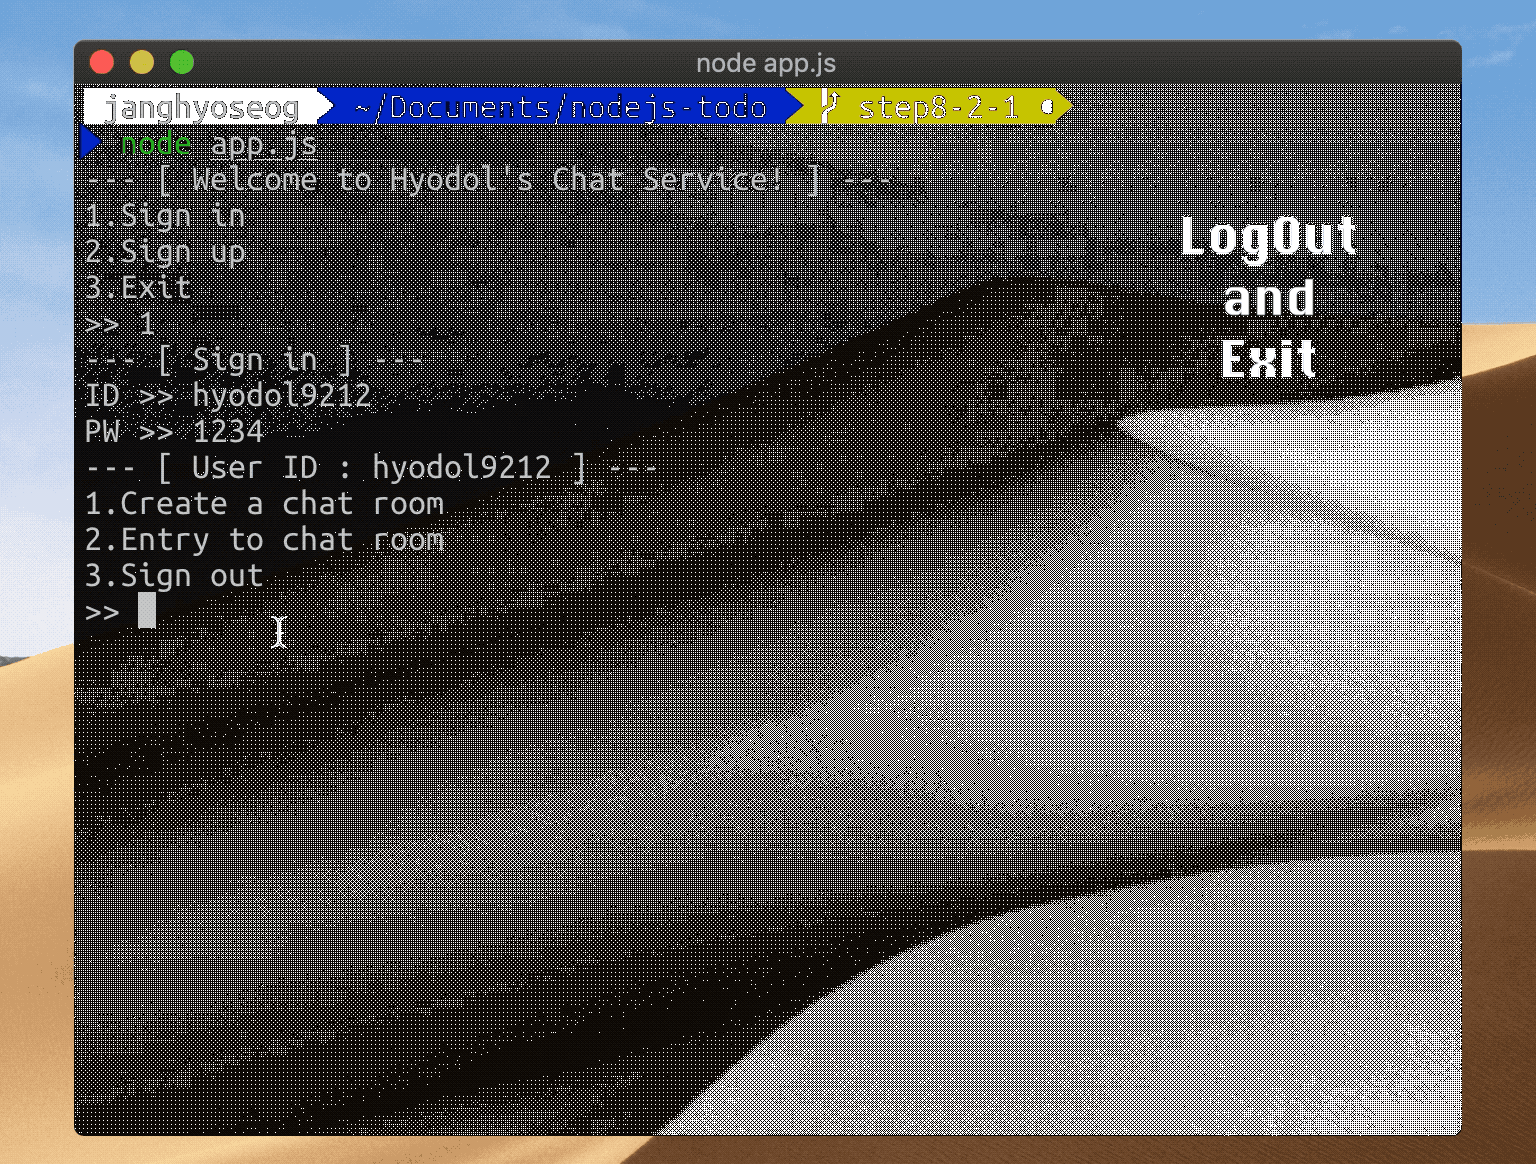 node app.js
janghyoseog ~/Documents/nodejs-todo step8-2-1
node app.js
--- [ Welcome to Hyodol's Chat Service! ] ---
1.Sign in
2.Sign up
3.Exit
>> 1
--- [ Sign in ] ---
ID >> hyodol9212
PW >> 1234
--- [ User ID : hyodol9212 ] ---
1.Create a chat room
2.Entry to chat room
3.Sign out
>>
LogOut
and
Exit